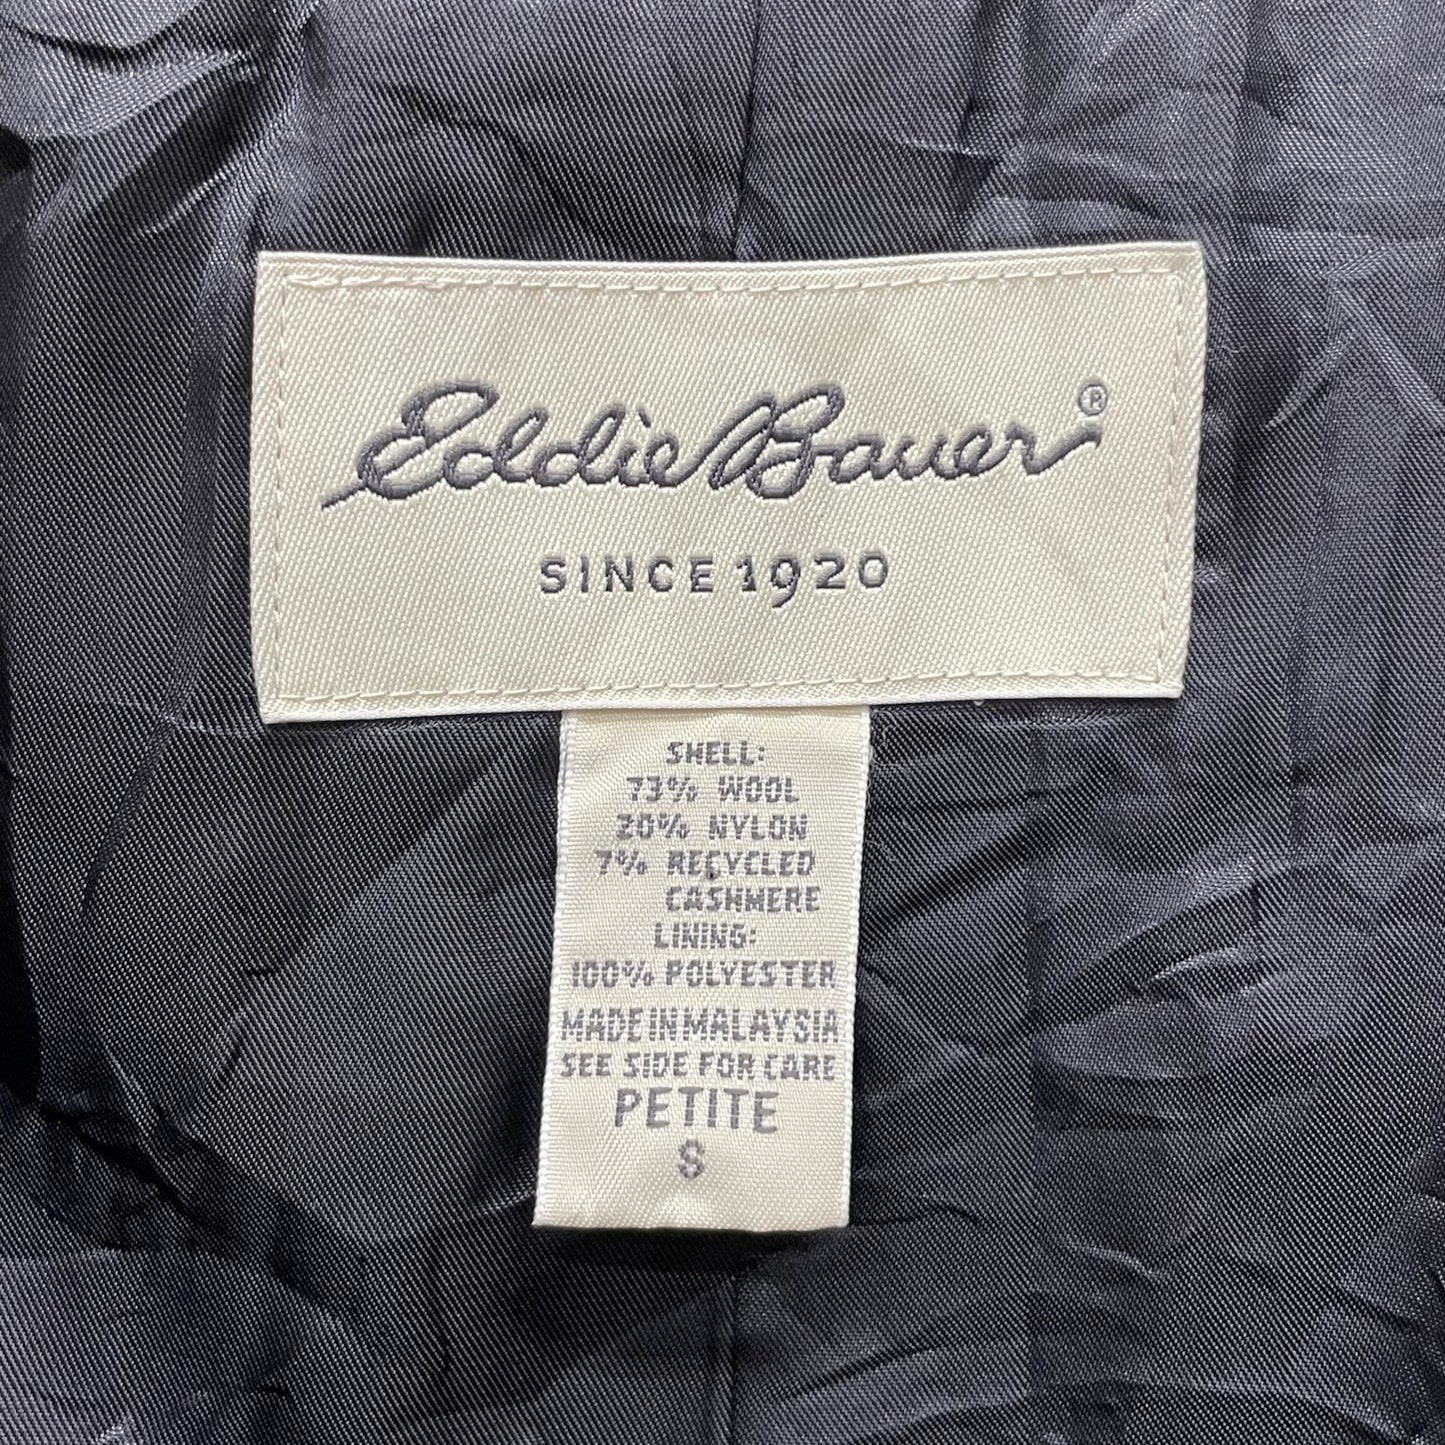 Eddie Bauer®
SINCE 1920
SHELL:
73% WOOL
20% NYLON
7% RECYCLED
CASHMERE
LINING:
100% POLYESTER
MADE IN MALAYSIA
SEE SIDE FOR CARE
PETITE
S